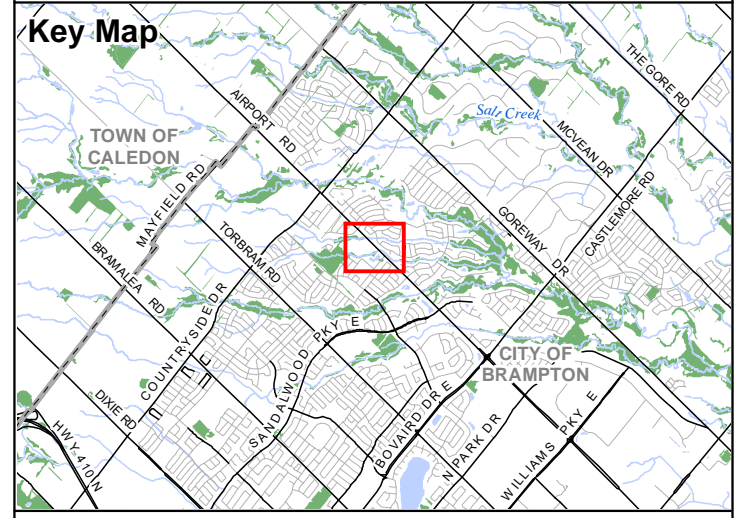 Key Map
THE GORE RD
AIRPORT RD
Salt Creek
MCVEAN DR
TOWN OF
CALEDON
MAYFIELD RD
CASTLEMORE RD
GOREWAY DR
TORBRAM RD
BRAMALEA RD
COUNTRYSIDE DR
SANDALWOOD PKY E
CITY OF
BRAMPTON
DIXIE RD
BOVAIRD DR E
N PARK DR
WILLIAMS PKY E
HWY 410 N